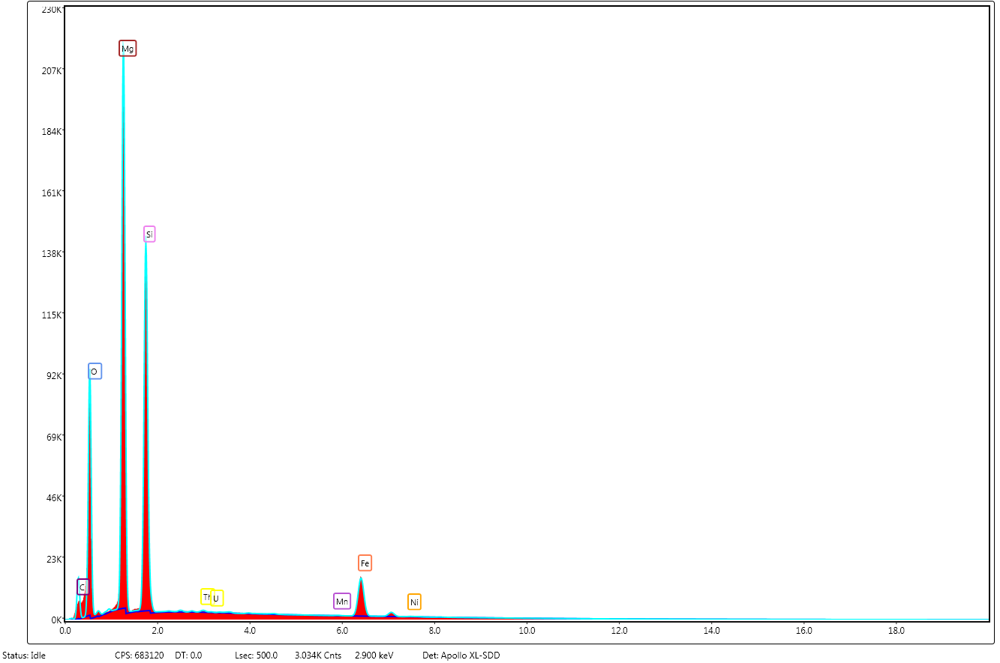 230K
Mg
207K
184K
161K
Si
138K
115K
O
92K
69K
46K
Fe
23K
C
Th U
Mn
Ni
0K
0.0 2.0 4.0 6.0 8.0 10.0 12.0 14.0 16.0 18.0
Status: Idle CPS: 683120 DT: 0.0 Lsec: 500.0 3.034K Cnts 2.900 keV Det: Apollo XL-SDD